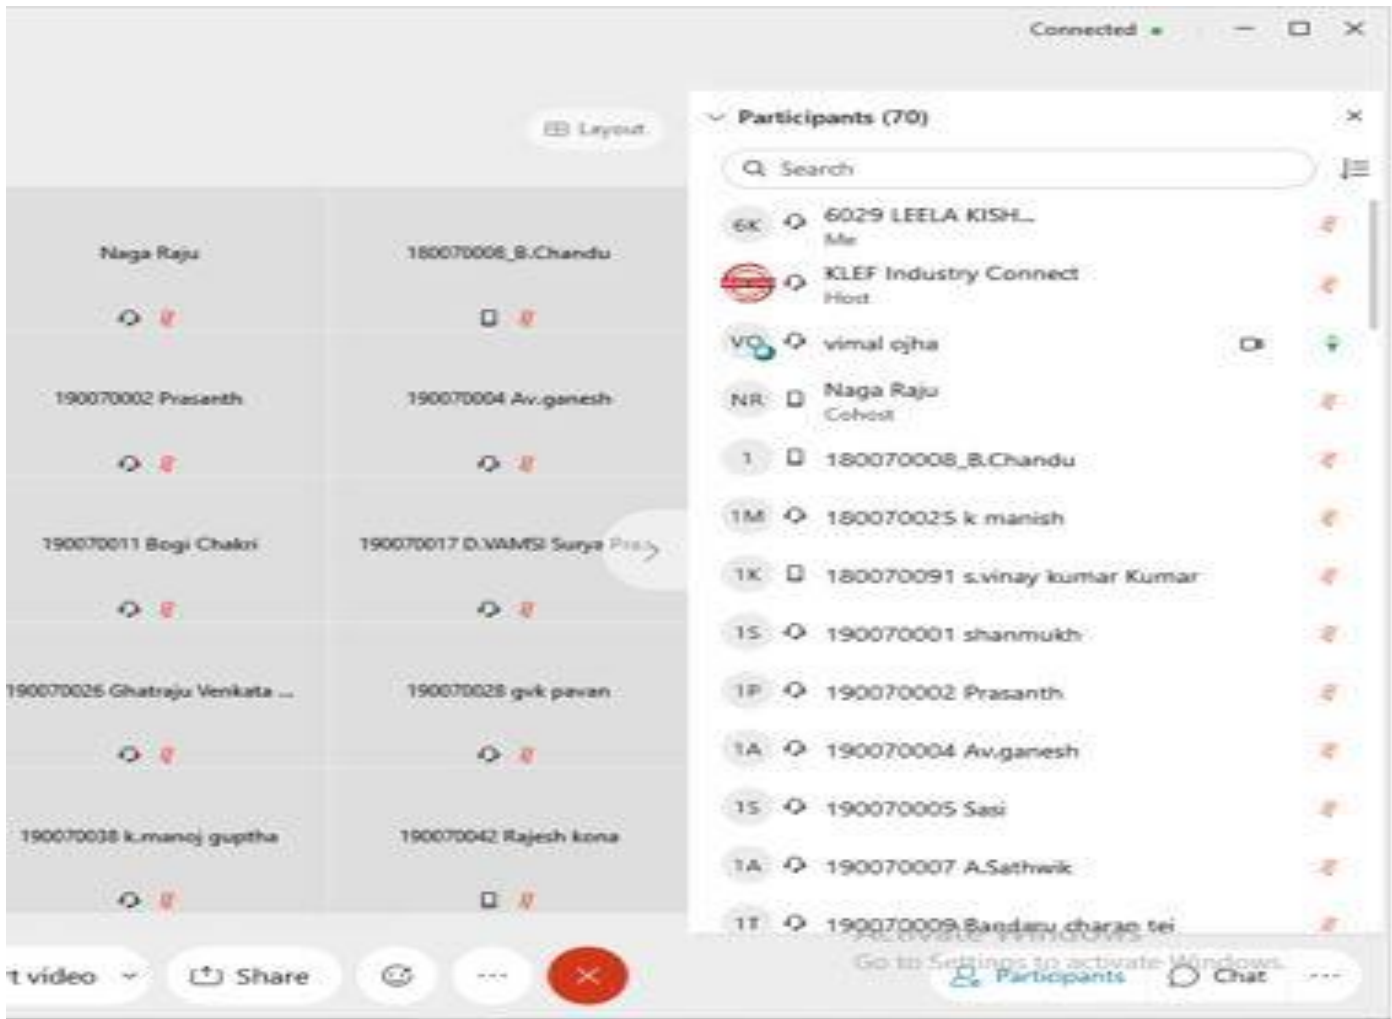 Connected
Layout
Participants (70)
Search
Naga Raju
180070008_B.Chandu
190070002 Prasanth
190070004 Av.ganesh
190070011 Bogi Chakri
190070017 D.VAMSI Surya
190070026 Ghatraju Venkata ...
190070028 gvk pavan
190070038 k.manoj guptha
190070042 Rajesh kona
6K
6029 LEELA KISH...
Me
KLEF Industry Connect
Host
VO
vimal ojha
NR
Naga Raju
Cohost
1
180070008_B.Chandu
1M
180070025 k manish
1K
180070091 s.vinay kumar Kumar
1S
190070001 shanmukh
1P
190070002 Prasanth
1A
190070004 Av.ganesh
1S
190070005 Sasi
1A
190070007 A.Sathwik
1T
190070009 Bandaru charan tej
Activate Windows
Go to Settings to activate Windows.
t video
Share
Participants
Chat